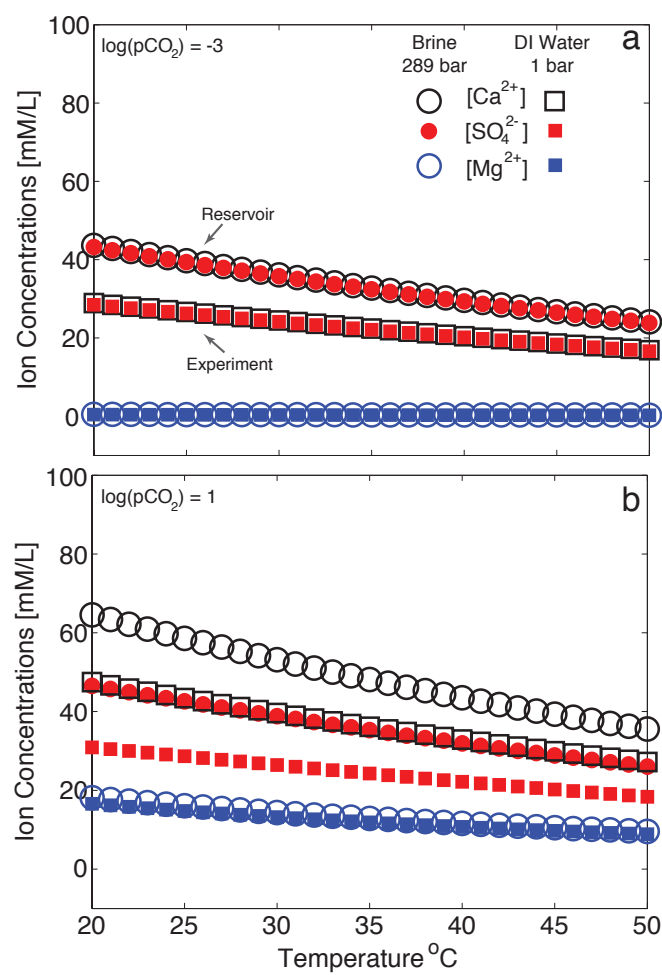 100
80
60
40
20
0
Ion Concentrations [mM/L]
log(pCO₂) = -3
a
Brine DI Water
289 bar 1 bar
[Ca²⁺]
[SO₄²⁻]
[Mg²⁺]
Reservoir
Experiment
100
80
60
40
20
0
Ion Concentrations [mM/L]
log(pCO₂) = 1
b
20 25 30 35 40 45 50
Temperature °C